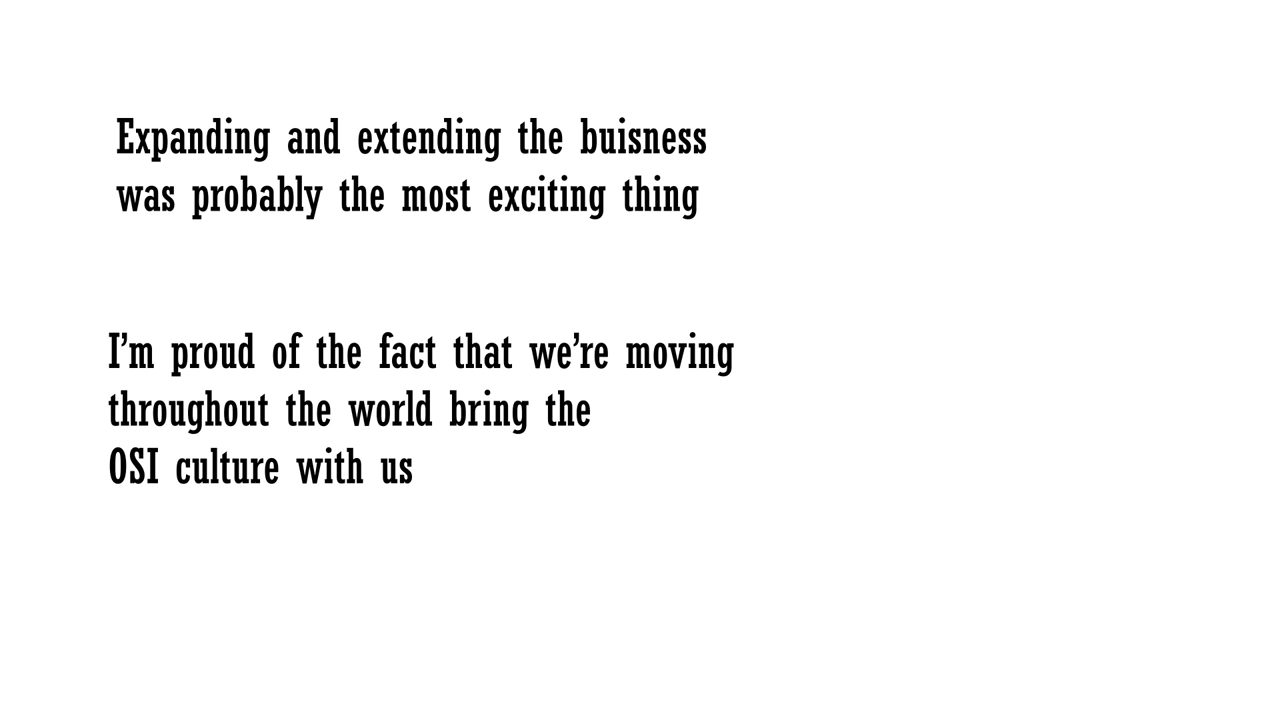 Expanding and extending the buisness
was probably the most exciting thing
I’m proud of the fact that we’re moving
throughout the world bring the
OSI culture with us